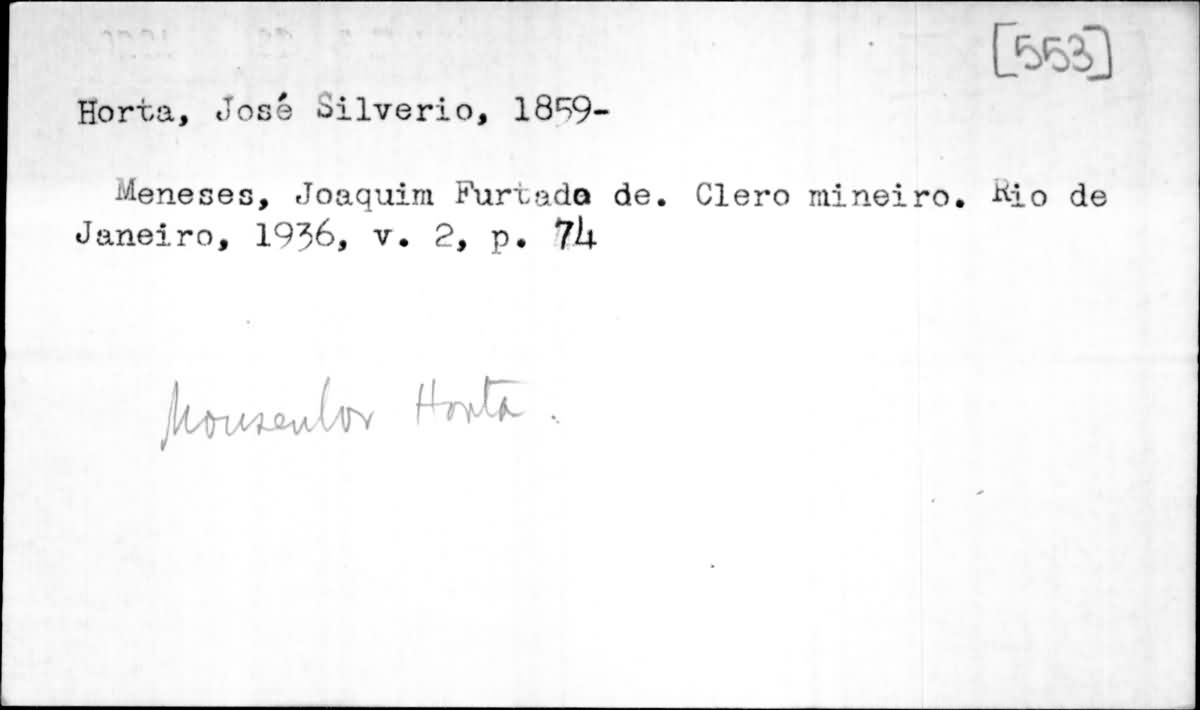 [553]
Horta, José Silverio, 1859-
Meneses, Joaquim Furtado de. Clero mineiro. Rio de
Janeiro, 1936, v. 2, p. 74
Monsenhor Horta.